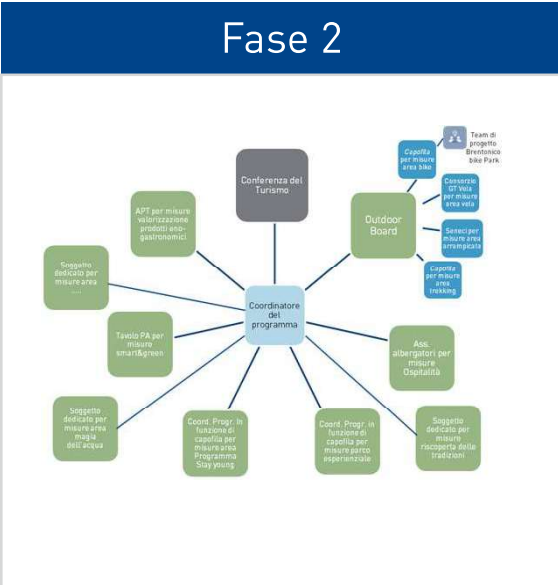 Fase 2
Team di
progetto
Brentonico
bike Park
Capofila
per misure
area bike
Conferenza del
Turismo
Consorzio
GT Vela
per misure
area vela
APT per misure
valorizzazione
prodotti eno-
gastronomici
Outdoor
Board
Seneci per
misure area
arrampicata
Soggetto
dedicato per
misure area
.....
Capofila
per misure
area
trekking
Coordinatore
del
programma
Tavolo PA per
misure
smart&green
Ass.
albergatori per
misure
Ospitalità
Soggetto
dedicato per
misure area
magia
dell'acqua
Coord. Progr. In
funzione di
capofila per
misure area
Programma
Stay young
Coord. Progr. in
funzione di
capofila per
misure parco
esperienziale
Soggetto
dedicato per
misure
riscoperta delle
tradizioni